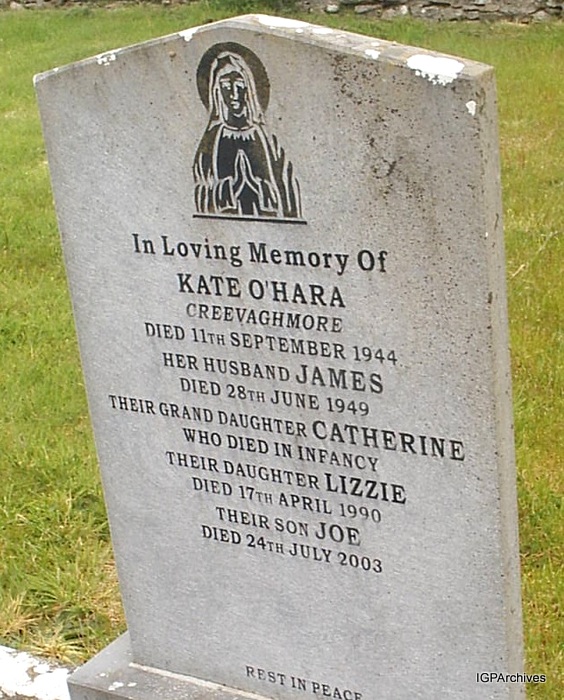 In Loving Memory Of
KATE O'HARA
CREEVAGHMORE
DIED 11TH SEPTEMBER 1944
HER HUSBAND JAMES
DIED 28TH JUNE 1949
THEIR GRAND DAUGHTER CATHERINE
WHO DIED IN INFANCY
THEIR DAUGHTER LIZZIE
DIED 17TH APRIL 1990
THEIR SON JOE
DIED 24TH JULY 2003
REST IN PEACE
IGPArchives